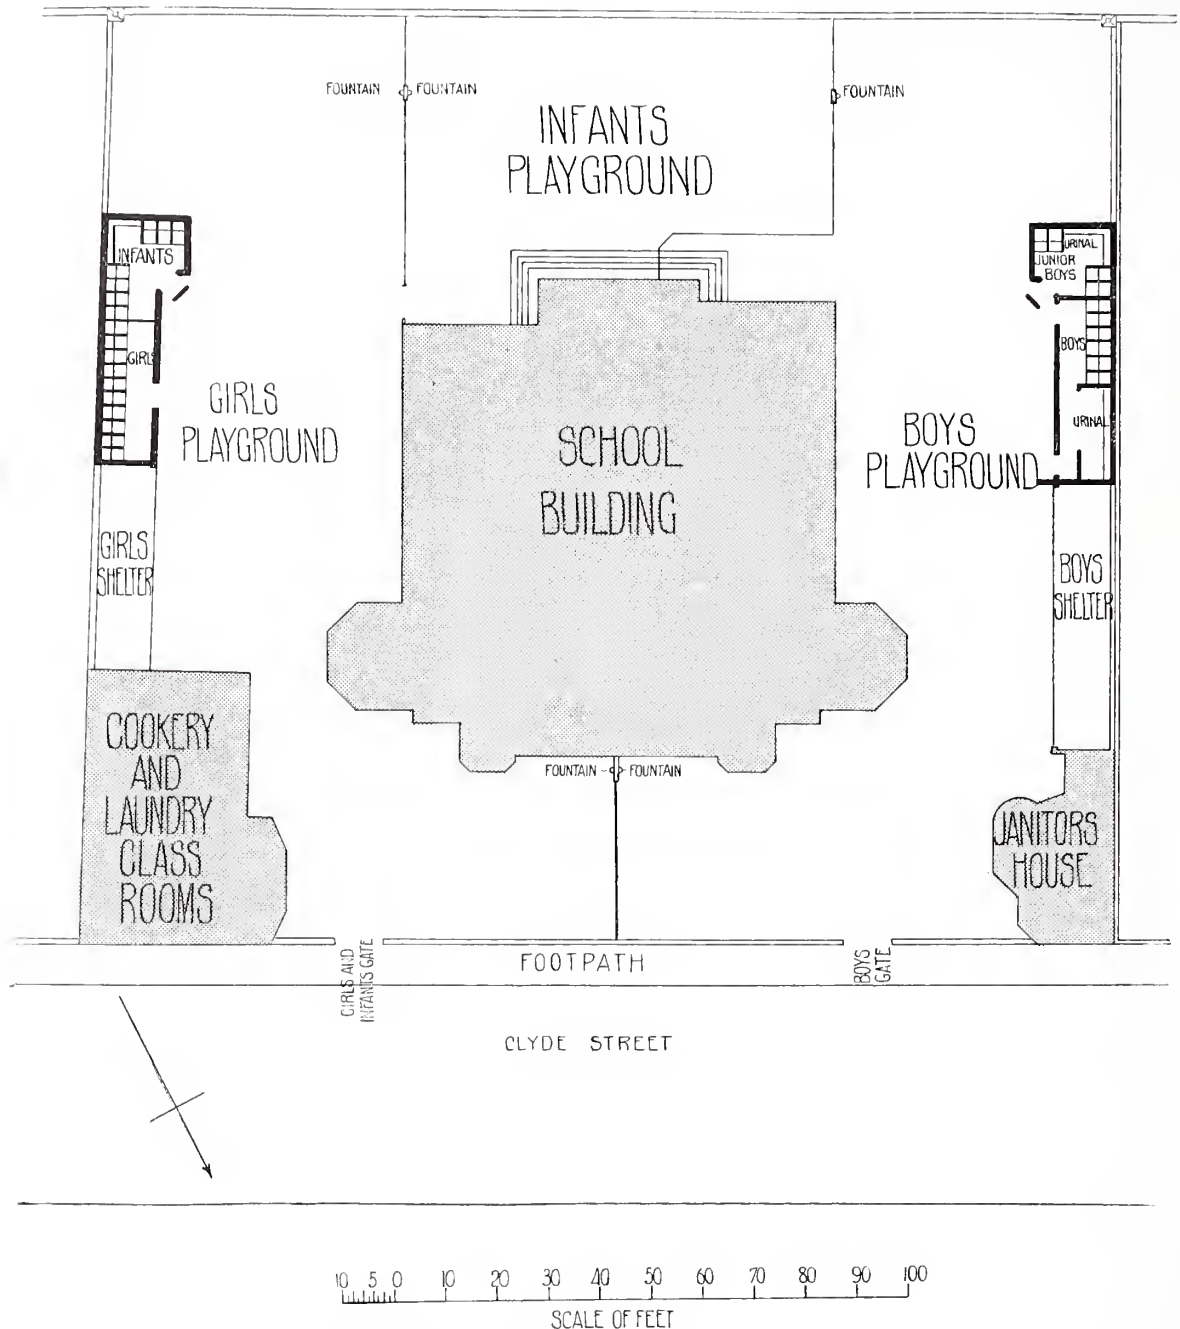 FOUNTAIN
FOUNTAIN
FOUNTAIN
INFANTS
PLAYGROUND
INFANTS
URINAL
JUNIOR
BOYS
GIRLS
BOYS
GIRLS
PLAYGROUND
URINAL
BOYS
PLAYGROUND
SCHOOL
BUILDING
GIRLS
SHELTER
BOYS
SHELTER
COOKERY
AND
LAUNDRY
CLASS
ROOMS
FOUNTAIN
FOUNTAIN
JANITORS
HOUSE
GIRLS AND
INFANTS GATE
FOOTPATH
BOYS
GATE
CLYDE STREET
10 5 0 10 20 30 40 50 60 70 80 90 100
SCALE OF FEET